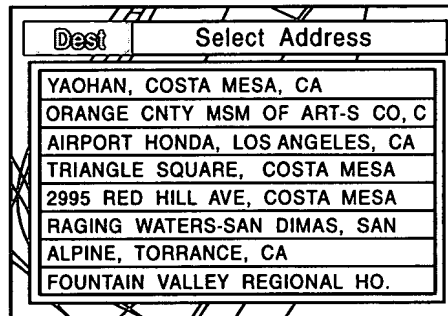 Dest
Select Address
YAOHAN, COSTA MESA, CA
ORANGE CNTY MSM OF ART-S CO, C
AIRPORT HONDA, LOS ANGELES, CA
TRIANGLE SQUARE, COSTA MESA
2995 RED HILL AVE, COSTA MESA
RAGING WATERS-SAN DIMAS, SAN
ALPINE, TORRANCE, CA
FOUNTAIN VALLEY REGIONAL HO.